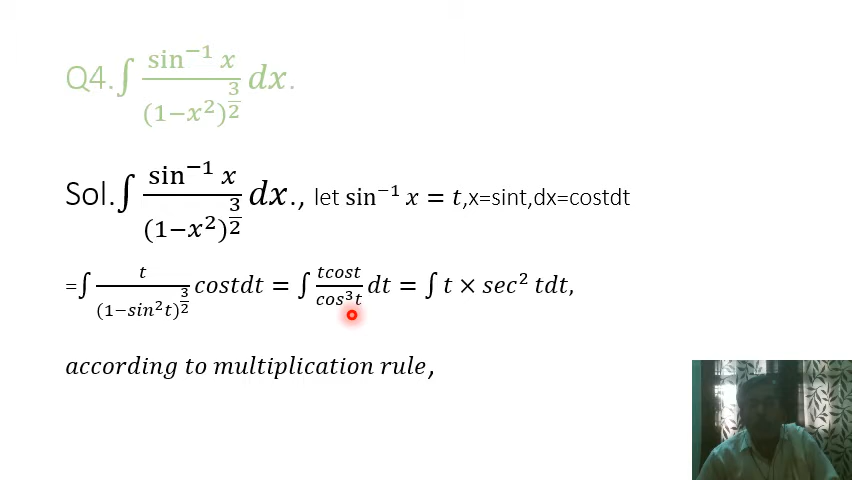 Q4.∫ sin⁻¹ x / (1−x²)^(3/2) dx.
Sol.∫ sin⁻¹ x / (1−x²)^(3/2) dx., let sin⁻¹ x = t,x=sint,dx=costdt
=∫ t / (1−sin²t)^(3/2) costdt = ∫ tcost / cos³t dt = ∫ t × sec² tdt,
according to multiplication rule,